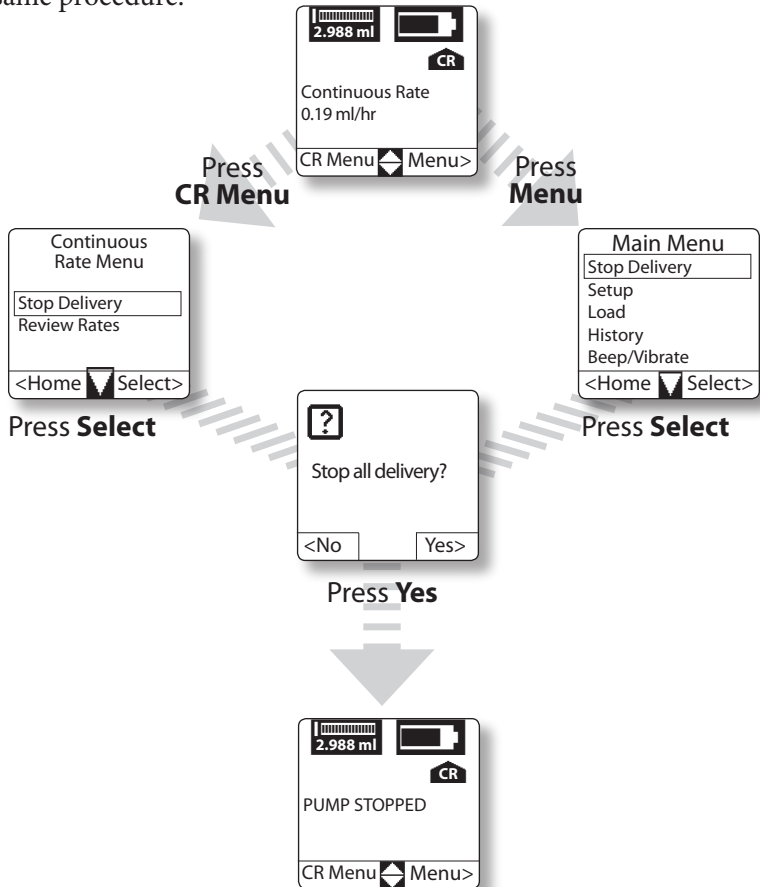 same procedure.
2.988 ml
CR
Continuous Rate
0.19 ml/hr
CR Menu Menu>
Press
CR Menu
Press
Menu
Continuous
Rate Menu
Stop Delivery
Review Rates
<Home Select>
Press Select
Main Menu
Stop Delivery
Setup
Load
History
Beep/Vibrate
<Home Select>
Press Select
?
Stop all delivery?
<No Yes>
Press Yes
2.988 ml
CR
PUMP STOPPED
CR Menu Menu>